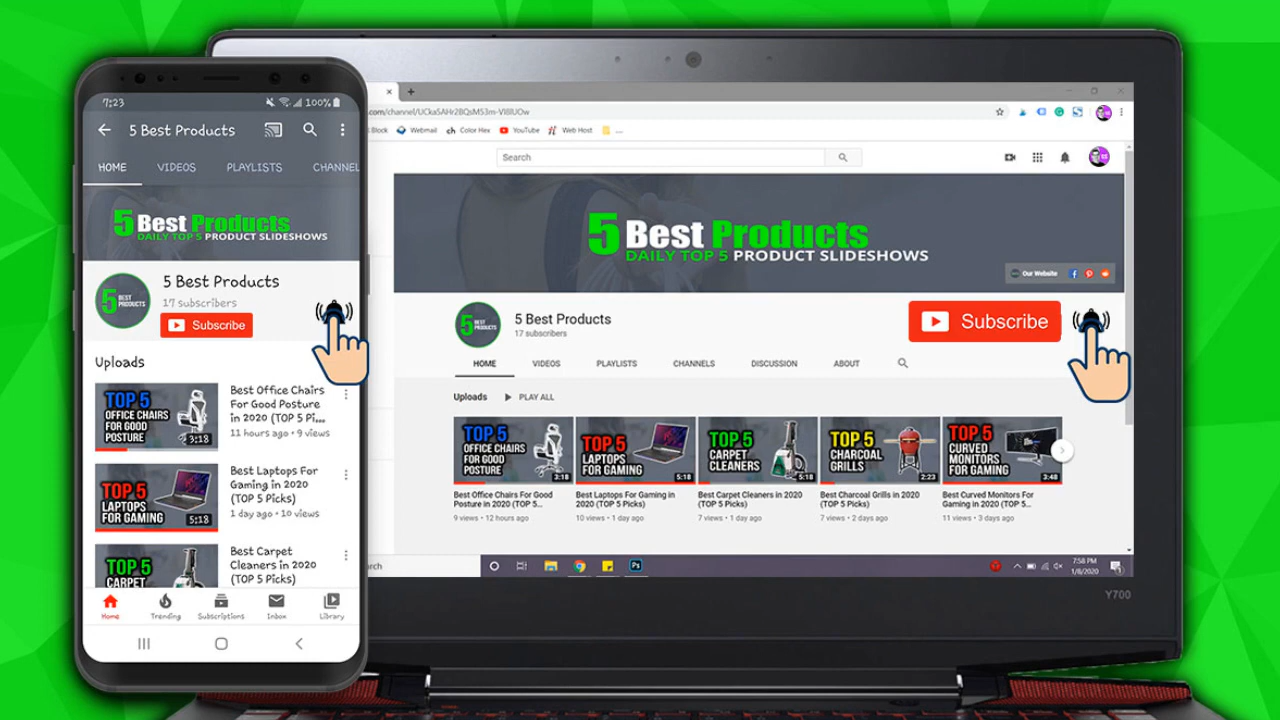 7:23
100%
5 Best Products
HOME
VIDEOS
PLAYLISTS
CHANNEL
5 Best Products
DAILY TOP 5 PRODUCT SLIDESHOWS
5 BEST PRODUCTS
5 Best Products
17 subscribers
Subscribe
Uploads
TOP 5
OFFICE CHAIRS
FOR GOOD
POSTURE
3:18
Best Office Chairs
For Good Posture
in 2020 (TOP 5 Pi...
11 hours ago • 9 views
TOP 5
LAPTOPS
FOR GAMING
5:18
Best Laptops For
Gaming in 2020
(TOP 5 Picks)
1 day ago • 10 views
TOP 5
CARPET
Best Carpet
Cleaners in 2020
(TOP 5 Picks)
Home
Trending
Subscriptions
Inbox
Library
Block
Webmail
ch Color Hex
YouTube
Web Host
...
Search
5 Best Products
DAILY TOP 5 PRODUCT SLIDESHOWS
Our Website
5 BEST PRODUCTS
5 Best Products
17 subscribers
Subscribe
HOME
VIDEOS
PLAYLISTS
CHANNELS
DISCUSSION
ABOUT
Uploads
PLAY ALL
TOP 5
OFFICE CHAIRS
FOR GOOD
POSTURE
3:18
Best Office Chairs For Good
Posture in 2020 (TOP 5...
9 views • 12 hours ago
TOP 5
LAPTOPS
FOR GAMING
5:18
Best Laptops For Gaming in
2020 (TOP 5 Picks)
10 views • 1 day ago
TOP 5
CARPET
CLEANERS
5:18
Best Carpet Cleaners in 2020
(TOP 5 Picks)
7 views • 1 day ago
TOP 5
CHARCOAL
GRILLS
2:23
Best Charcoal Grills in 2020
(TOP 5 Picks)
7 views • 2 days ago
TOP 5
CURVED
MONITORS
FOR GAMING
3:48
Best Curved Monitors For
Gaming in 2020 (TOP 5...
11 views • 3 days ago
rch
Ps
7:58 PM
1/8/2020
Y700